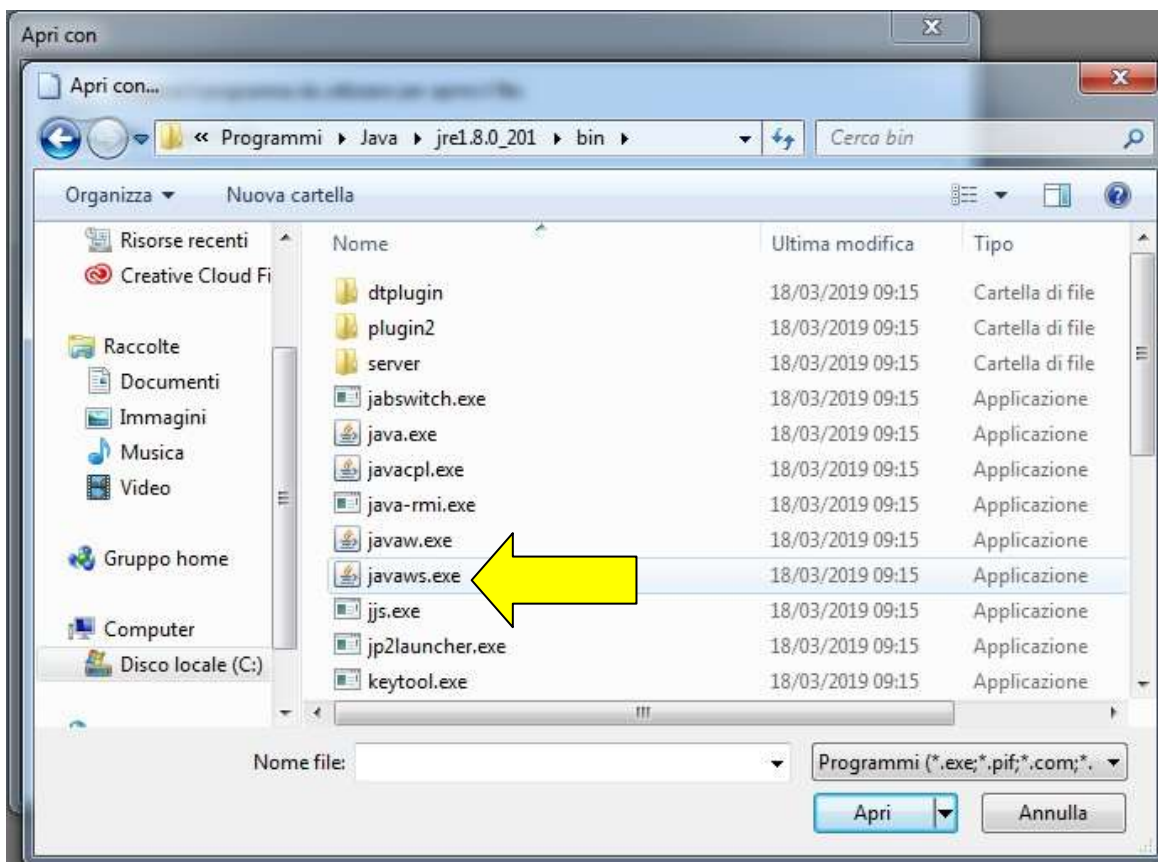 Apri con
Apri con...
« Programmi Java jre1.8.0_201 bin
Cerca bin
Organizza Nuova cartella
Nome Ultima modifica Tipo
Risorse recenti
Creative Cloud Fi
Raccolte
Documenti
Immagini
Musica
Video
Gruppo home
Computer
Disco locale (C:)
dtplugin 18/03/2019 09:15 Cartella di file
plugin2 18/03/2019 09:15 Cartella di file
server 18/03/2019 09:15 Cartella di file
jabswitch.exe 18/03/2019 09:15 Applicazione
java.exe 18/03/2019 09:15 Applicazione
javacpl.exe 18/03/2019 09:15 Applicazione
java-rmi.exe 18/03/2019 09:15 Applicazione
javaw.exe 18/03/2019 09:15 Applicazione
javaws.exe 18/03/2019 09:15 Applicazione
jjs.exe 18/03/2019 09:15 Applicazione
jp2launcher.exe 18/03/2019 09:15 Applicazione
keytool.exe 18/03/2019 09:15 Applicazione
Nome file:
Programmi (*.exe;*.pif;*.com;*.
Apri Annulla